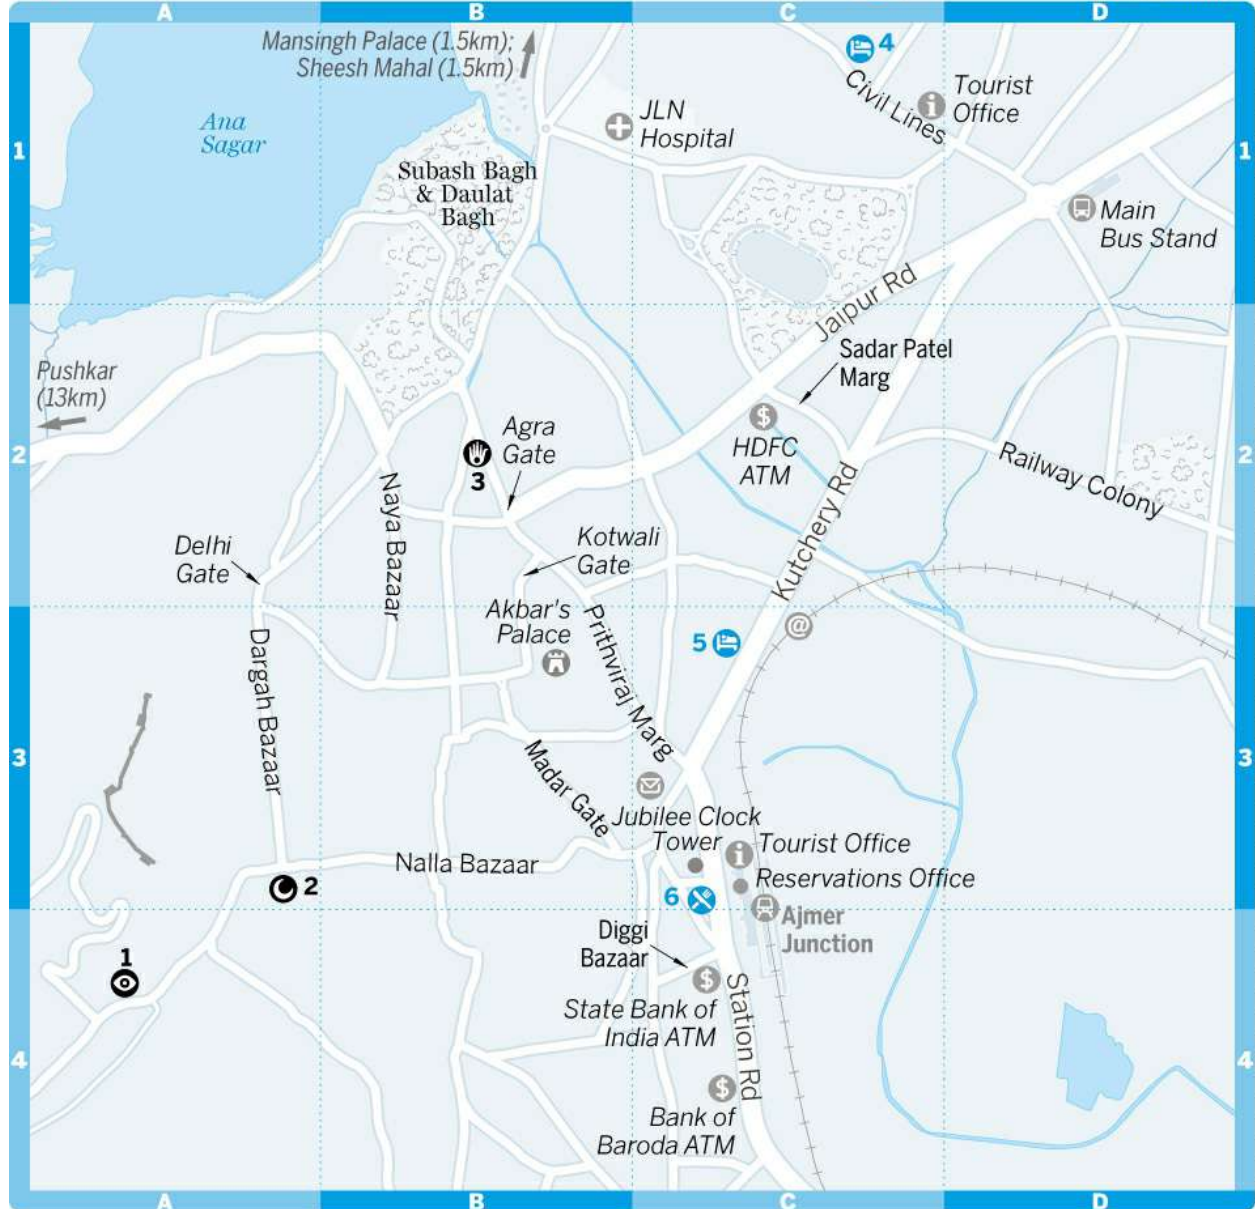 A
B
C
D
Mansingh Palace (1.5km);
Sheesh Mahal (1.5km)
4
Civil Lines
Tourist
Office
Ana
Sagar
JLN
Hospital
1
1
Subash Bagh
& Daulat
Bagh
Main
Bus Stand
Jaipur Rd
Sadar Patel
Marg
Pushkar
(13km)
Agra
Gate
HDFC
ATM
2
2
3
Railway Colony
Naya Bazaar
Kutchery Rd
Delhi
Gate
Kotwali
Gate
Akbar's
Palace
@
5
Dargah Bazaar
Prithviraj Marg
3
3
Madar Gate
Jubilee Clock
Tower
Tourist Office
Nalla Bazaar
Reservations Office
2
6
Ajmer
Junction
Diggi
Bazaar
1
State Bank of
India ATM
Station Rd
4
4
Bank of
Baroda ATM
A
B
C
D